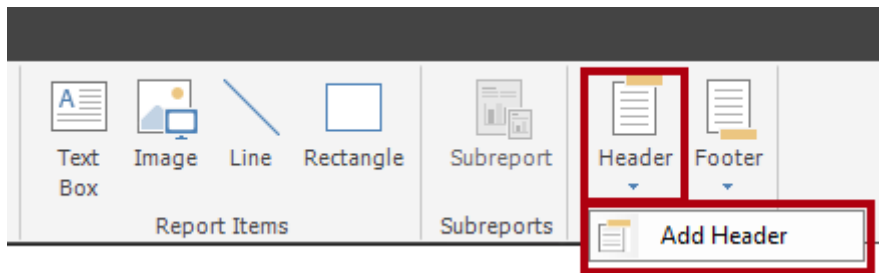 A
Text Box
Image
Line
Rectangle
Report Items
Subreport
Subreports
Header
Footer
Add Header